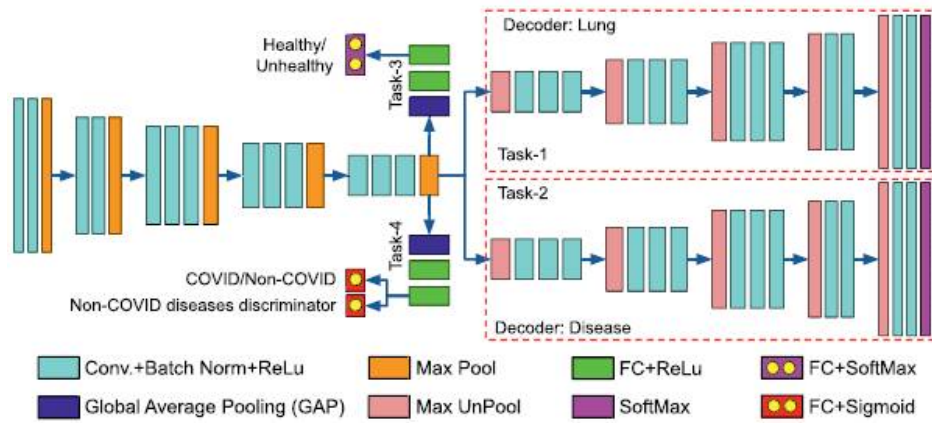 Healthy/
Unhealthy
Task-3
Decoder: Lung
Task-1
Task-2
Decoder: Disease
Task-4
COVID/Non-COVID
Non-COVID diseases discriminator
Conv.+Batch Norm+ReLu
Max Pool
FC+ReLu
FC+SoftMax
Global Average Pooling (GAP)
Max UnPool
SoftMax
FC+Sigmoid